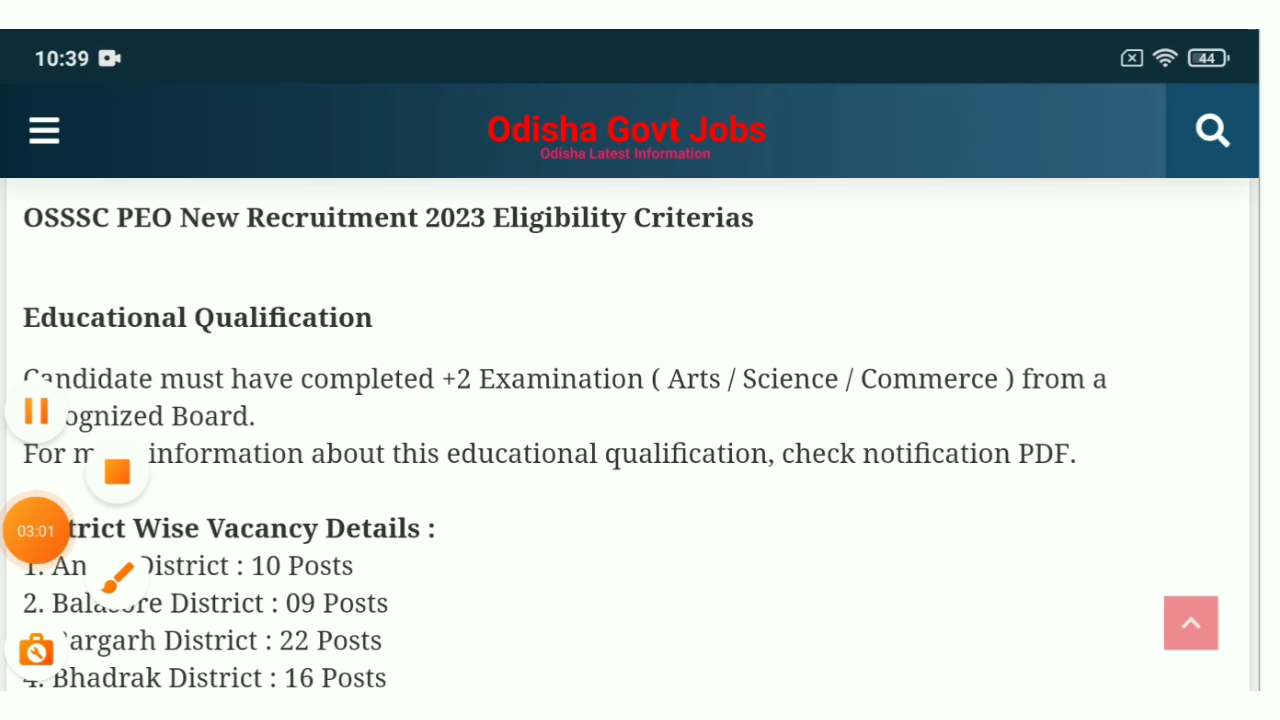 10:39
44
Odisha Govt Jobs
Odisha Latest Information
OSSSC PEO New Recruitment 2023 Eligibility Criterias
Educational Qualification
Candidate must have completed +2 Examination ( Arts / Science / Commerce ) from a
ognized Board.
For information about this educational qualification, check notification PDF.
trict Wise Vacancy Details :
03:01
1. An District : 10 Posts
2. Balasore District : 09 Posts
argarh District : 22 Posts
4. Bhadrak District : 16 Posts